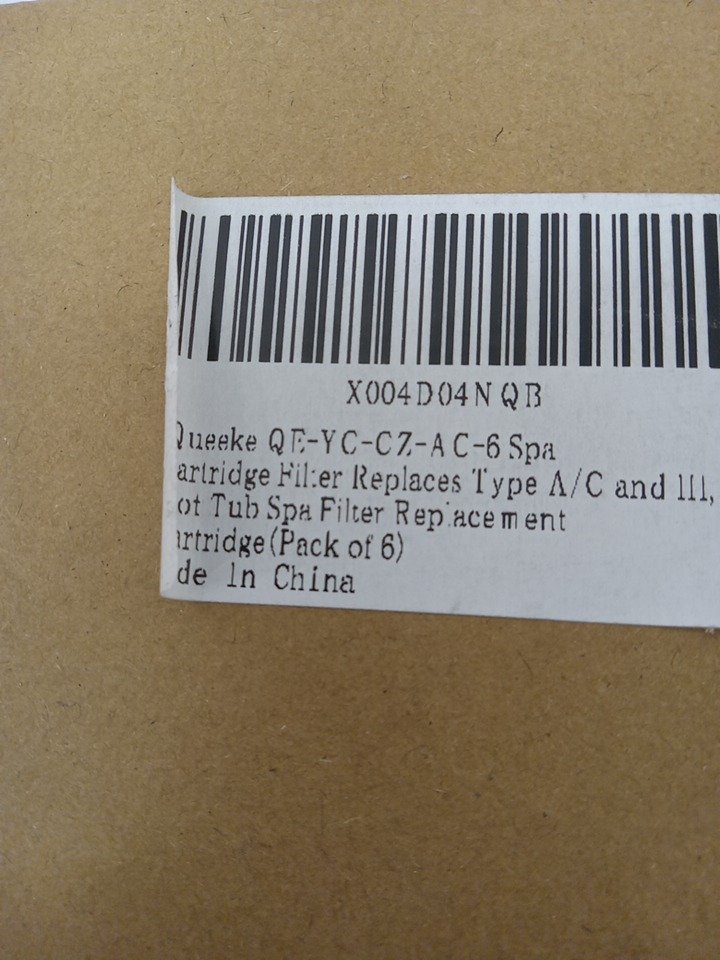 X004D04NQB
Queeke QE-YC-CZ-AC-6 Spa
artridge Filter Replaces Type A/C and III,
ot Tub Spa Filter Replacement
artridge(Pack of 6)
de In China